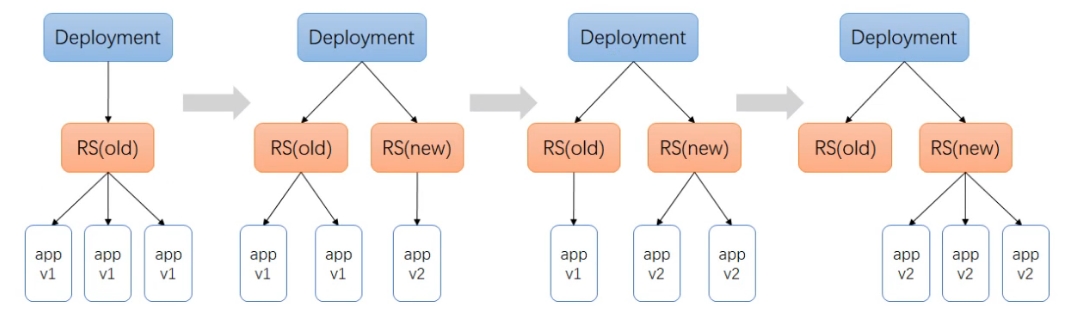 Deployment
RS(old)
app
v1
app
v1
app
v1
Deployment
RS(old)
RS(new)
app
v1
app
v1
app
v2
Deployment
RS(old)
RS(new)
app
v1
app
v2
app
v2
Deployment
RS(old)
RS(new)
app
v2
app
v2
app
v2